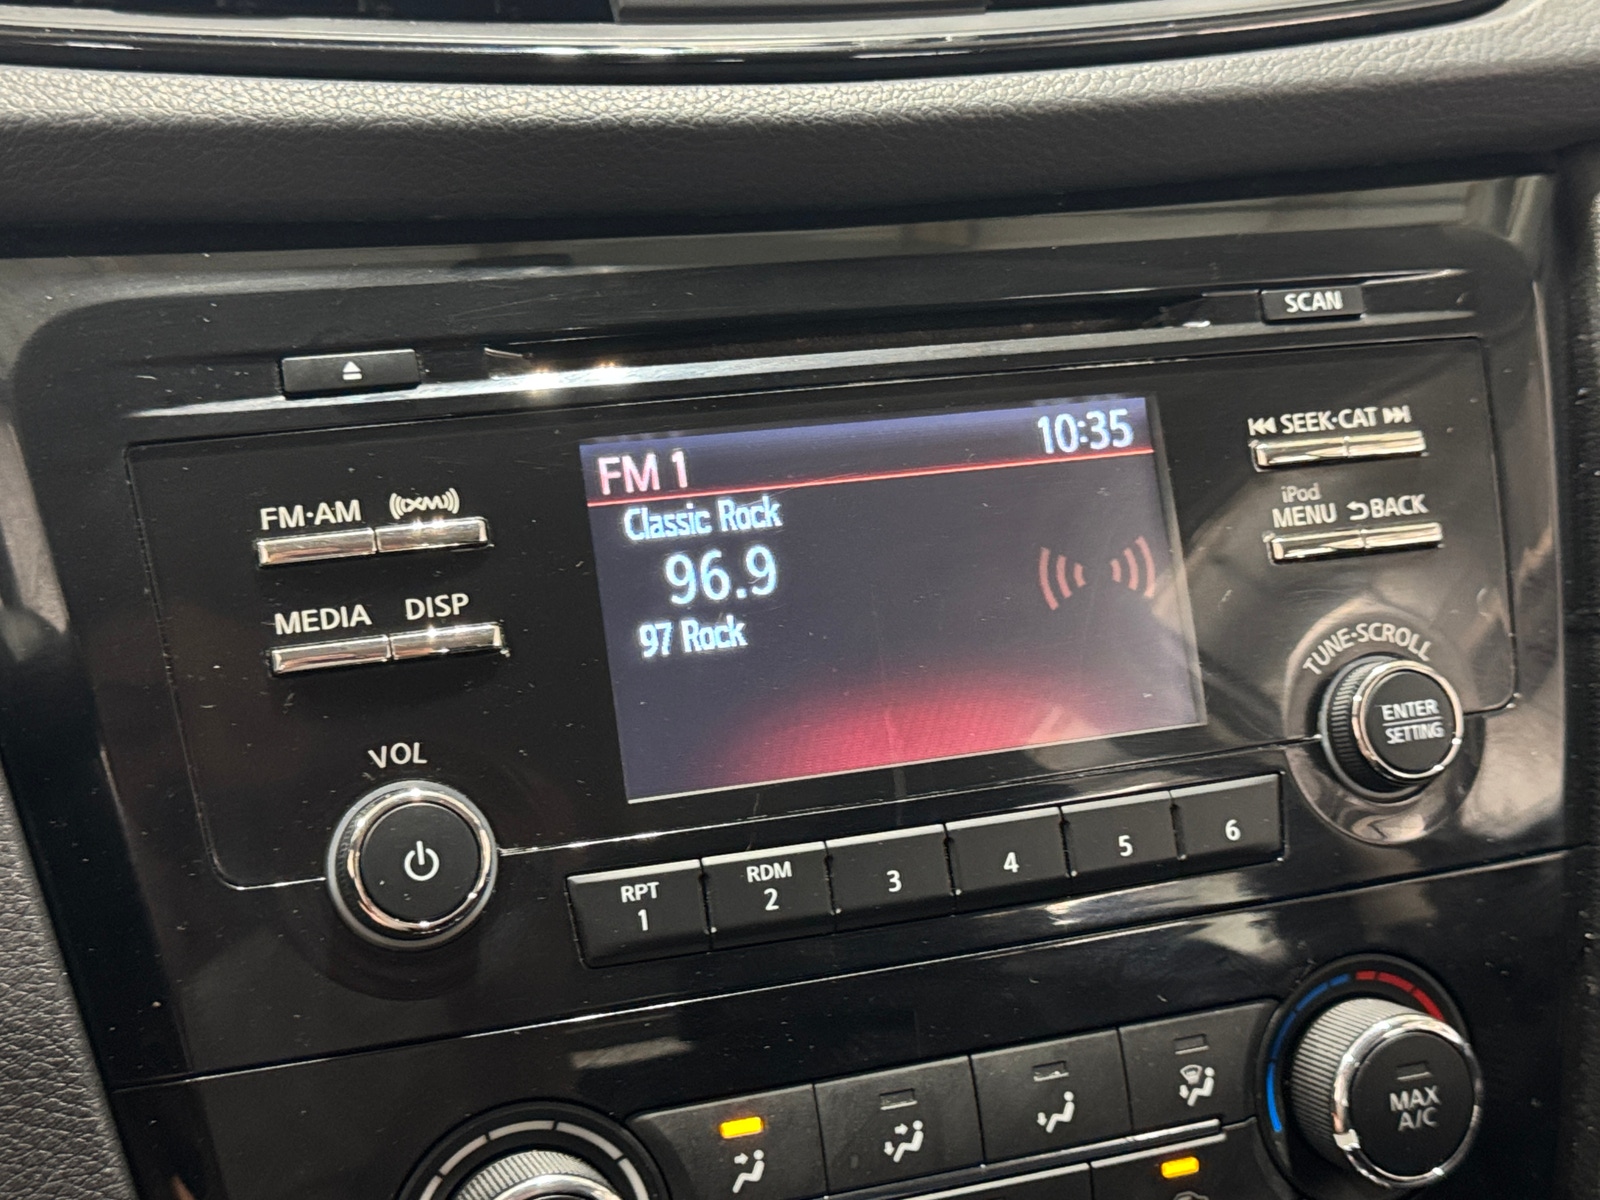 SCAN
FM 1 10:35
Classic Rock
96.9
97 Rock
FM·AM ((XM))
MEDIA DISP
VOL
SEEK·CAT
iPod
MENU BACK
TUNE·SCROLL
ENTER
SETTING
RPT
1
RDM
2
3
4
5
6
MAX
A/C